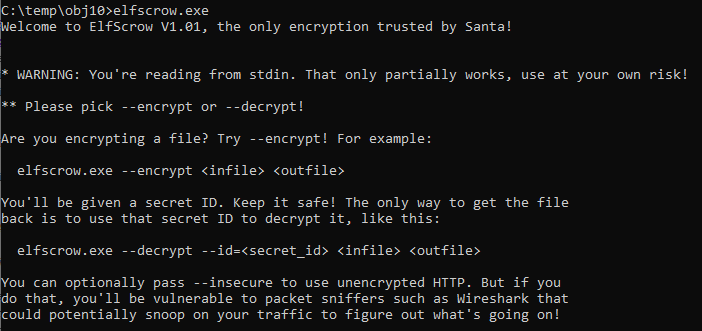 C:\temp\obj10>elfscrow.exe
Welcome to ElfScrow V1.01, the only encryption trusted by Santa!
* WARNING: You're reading from stdin. That only partially works, use at your own risk!
** Please pick --encrypt or --decrypt!
Are you encrypting a file? Try --encrypt! For example:
elfscrow.exe --encrypt <infile> <outfile>
You'll be given a secret ID. Keep it safe! The only way to get the file
back is to use that secret ID to decrypt it, like this:
elfscrow.exe --decrypt --id=<secret_id> <infile> <outfile>
You can optionally pass --insecure to use unencrypted HTTP. But if you
do that, you'll be vulnerable to packet sniffers such as Wireshark that
could potentially snoop on your traffic to figure out what's going on!